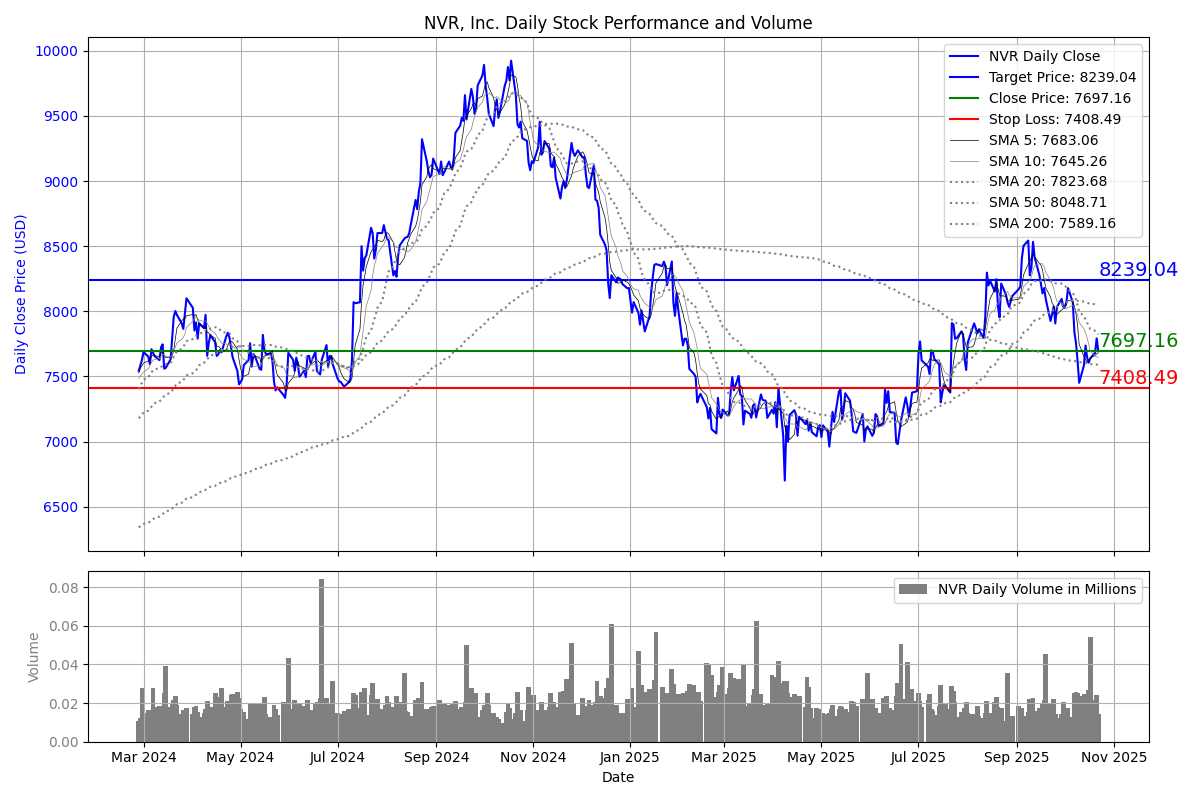 NVR, Inc. Daily Stock Performance and Volume
Daily Close Price (USD)
10000
9500
9000
8500
8000
7500
7000
6500
NVR Daily Close
Target Price: 8239.04
Close Price: 7697.16
Stop Loss: 7408.49
SMA 5: 7683.06
SMA 10: 7645.26
SMA 20: 7823.68
SMA 50: 8048.71
SMA 200: 7589.16
8239.04
7697.16
7408.49
Volume
0.08
0.06
0.04
0.02
0.00
NVR Daily Volume in Millions
Mar 2024 May 2024 Jul 2024 Sep 2024 Nov 2024 Jan 2025 Mar 2025 May 2025 Jul 2025 Sep 2025 Nov 2025
Date